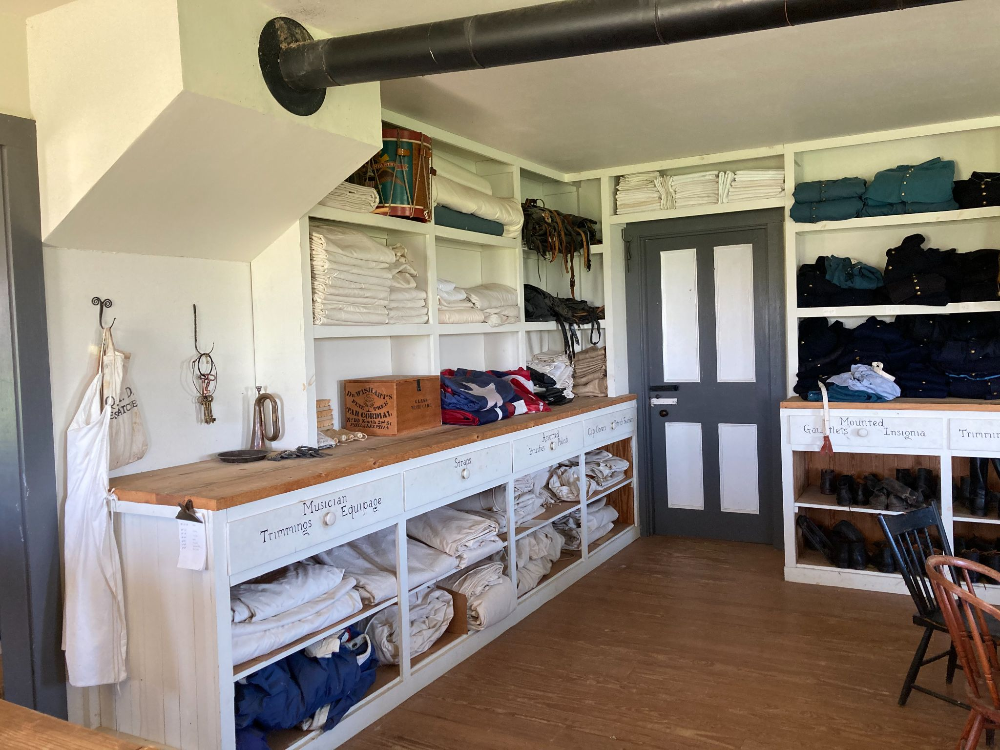 INFANTRY
Q.M.D.
DR. WISHART'S
PINE TREE
TAR CORDIAL
No 10 North 2nd St
PHILADELPHIA
GLASS
WITH CARE
Musician
Trimmings Equipage
Straps
Assorted
Brushes Polish
Cap Covers Ostrich Feathers
Mounted
Gauntlets Insignia
42